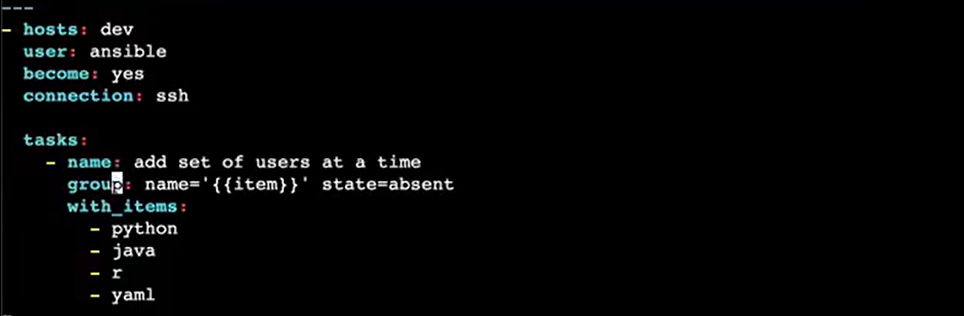 ---
- hosts: dev
  user: ansible
  become: yes
  connection: ssh

  tasks:
    - name: add set of users at a time
      group: name='{{item}}' state=absent
      with_items:
        - python
        - java
        - r
        - yaml